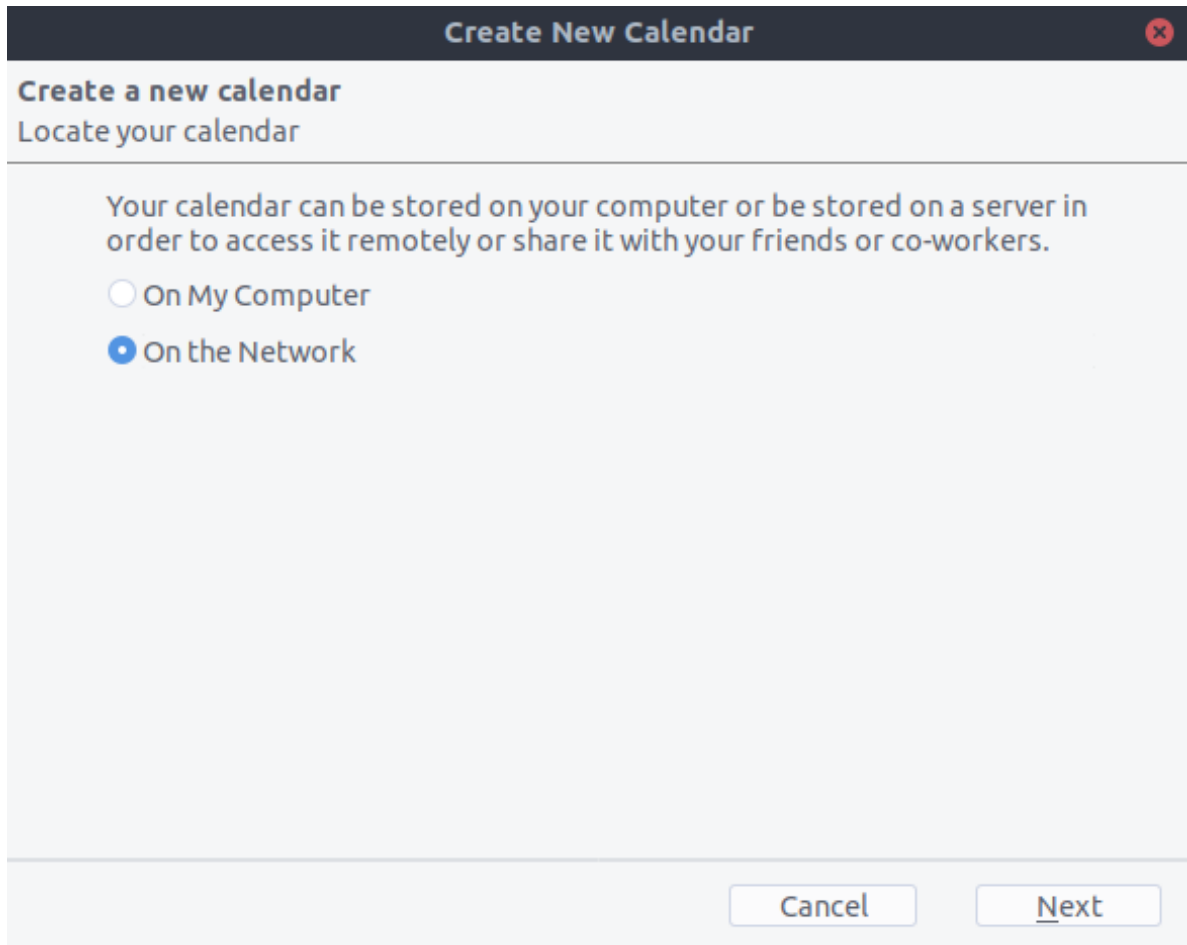 Create New Calendar
Create a new calendar
Locate your calendar
Your calendar can be stored on your computer or be stored on a server in
order to access it remotely or share it with your friends or co-workers.
On My Computer
On the Network
Cancel
Next